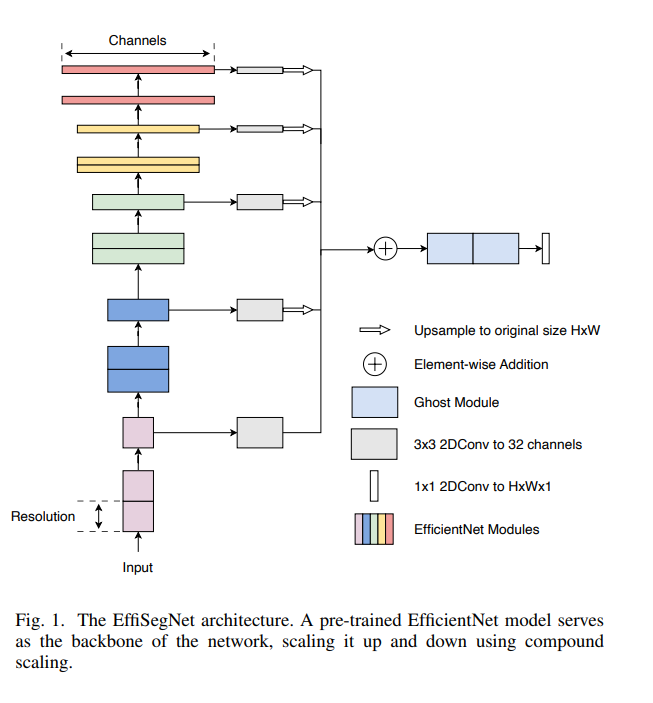 Channels
Upsample to original size HxW
Element-wise Addition
Ghost Module
3x3 2DConv to 32 channels
1x1 2DConv to HxWx1
Resolution
EfficientNet Modules
Input
Fig. 1. The EffiSegNet architecture. A pre-trained EfficientNet model serves
as the backbone of the network, scaling it up and down using compound
scaling.